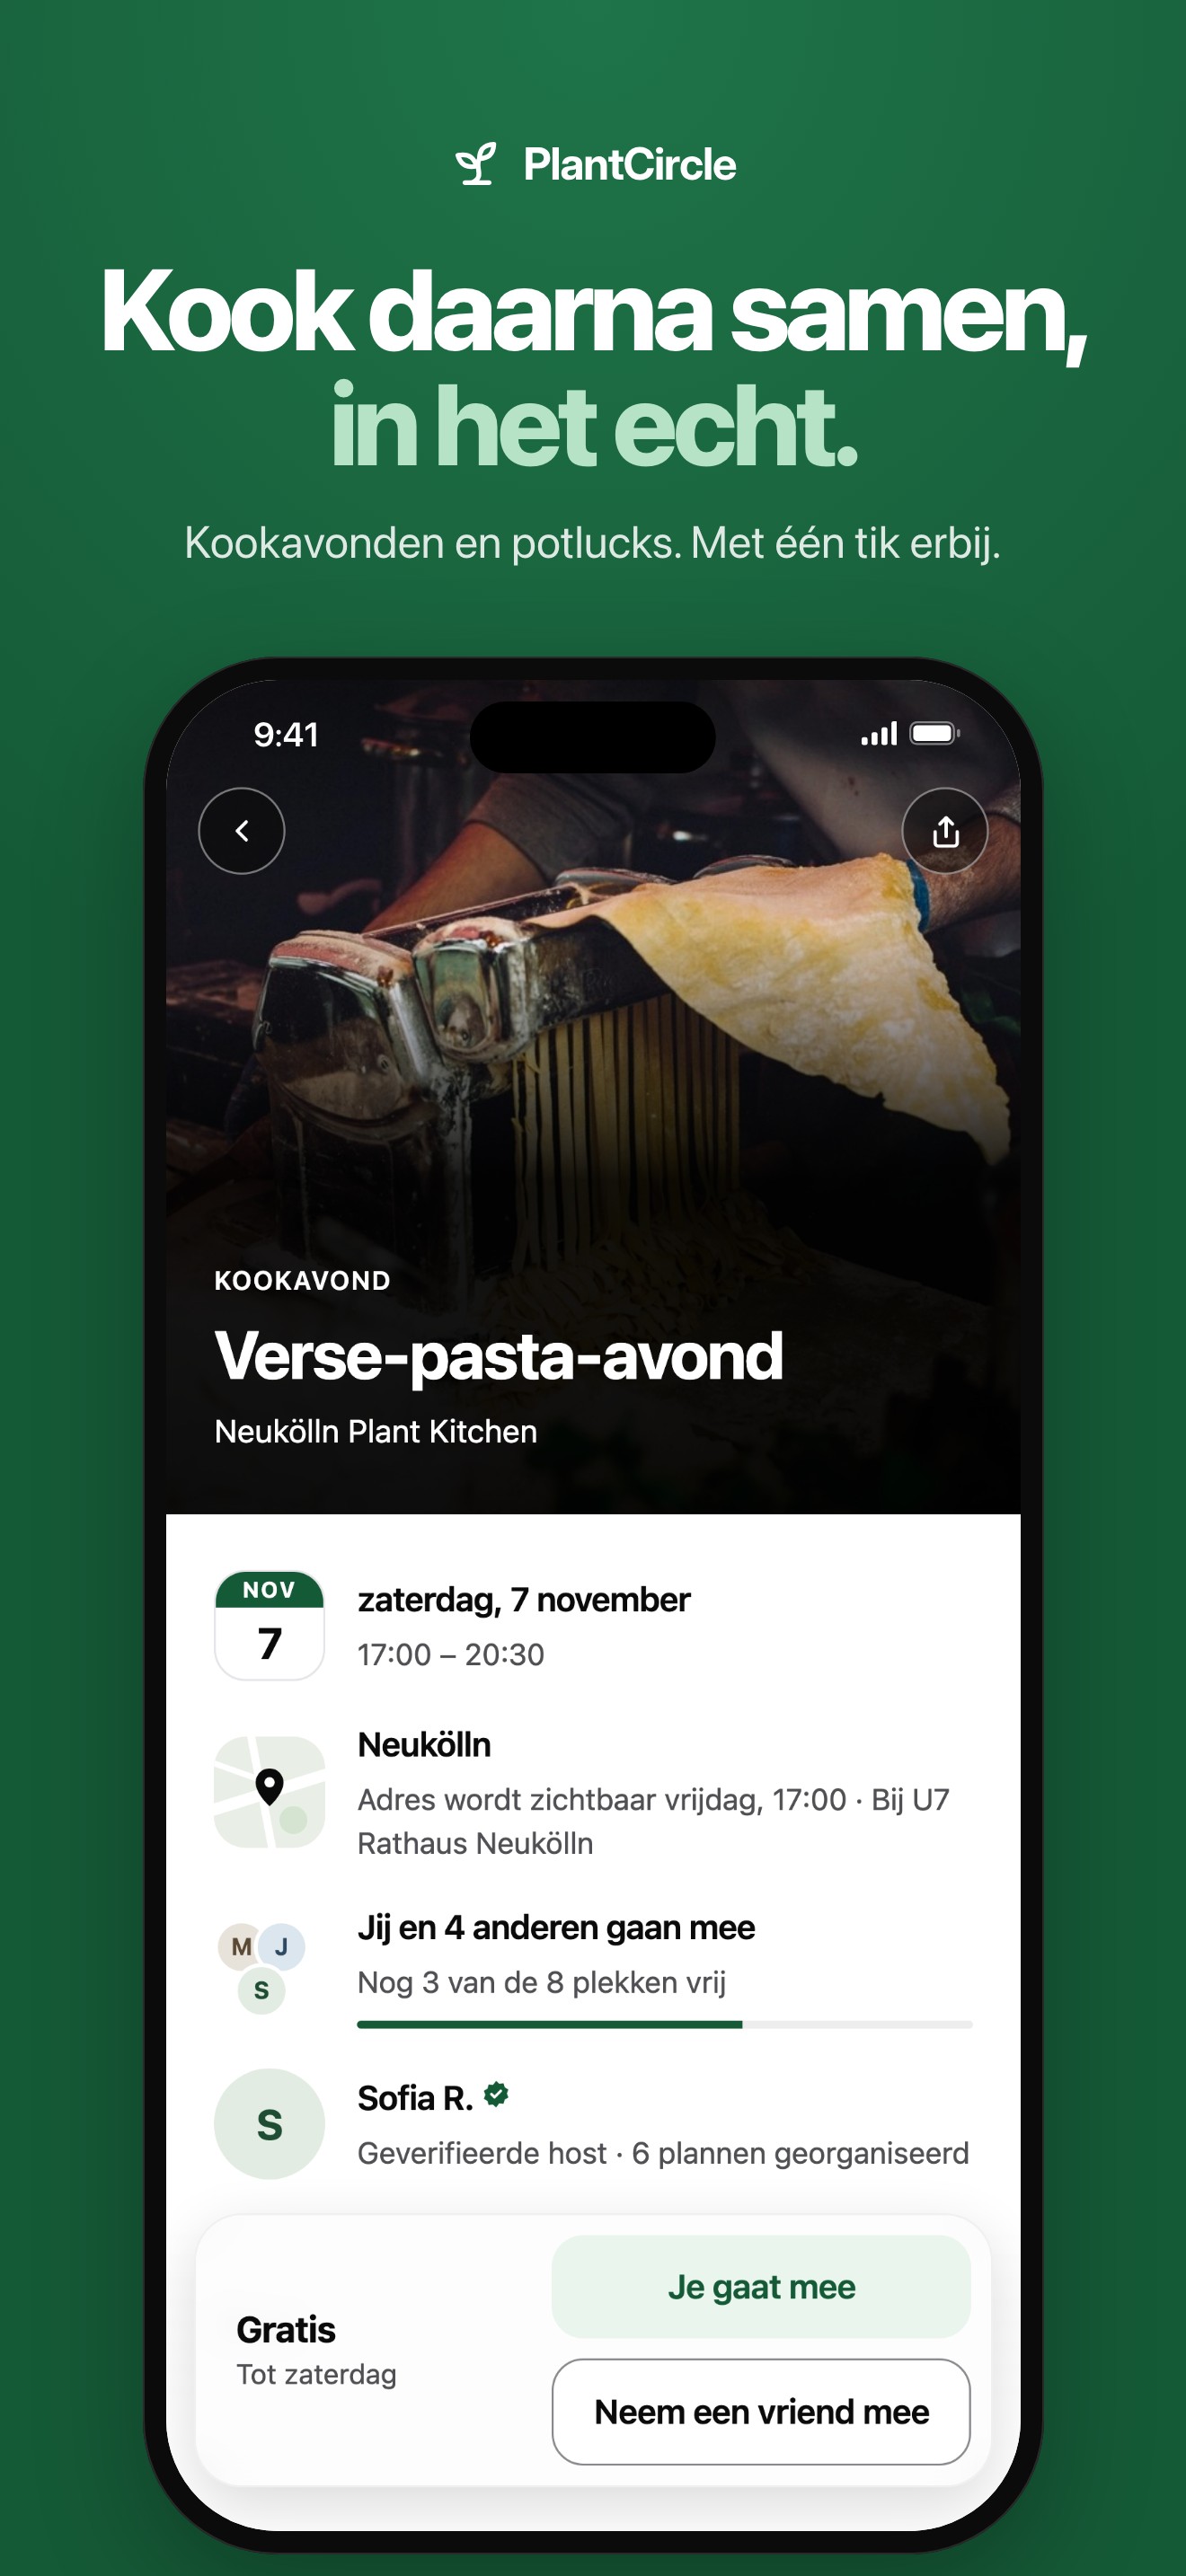 PlantCircle
Kook daarna samen,
in het echt.
Kookavonden en potlucks. Met één tik erbij.
9:41
KOOKAVOND
Verse-pasta-avond
Neukölln Plant Kitchen
NOV
7
zaterdag, 7 november
17:00 – 20:30
Neukölln
Adres wordt zichtbaar vrijdag, 17:00 · Bij U7
Rathaus Neukölln
M J
S
Jij en 4 anderen gaan mee
Nog 3 van de 8 plekken vrij
S
Sofia R.
Geverifieerde host · 6 plannen georganiseerd
Gratis
Tot zaterdag
Je gaat mee
Neem een vriend mee